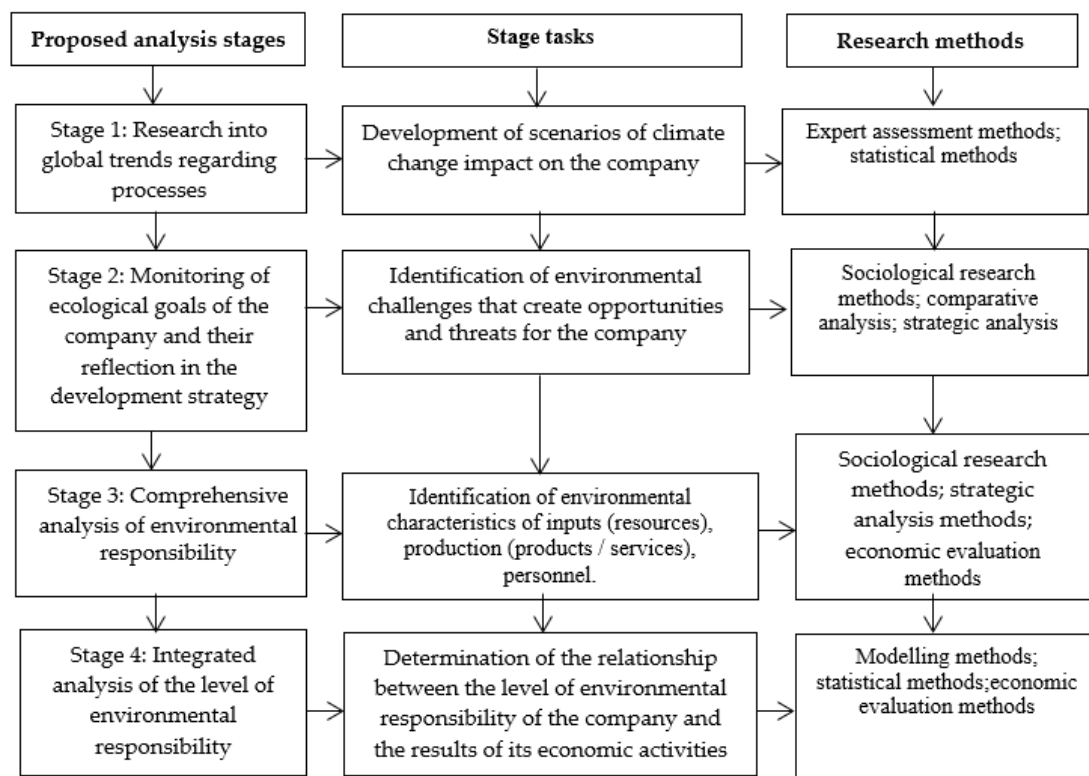 Proposed analysis stages
Stage tasks
Research methods
Stage 1: Research into
global trends regarding
processes
Development of scenarios of climate
change impact on the company
Expert assessment methods;
statistical methods
Stage 2: Monitoring of
ecological goals of the
company and their
reflection in the
development strategy
Identification of environmental
challenges that create opportunities
and threats for the company
Sociological research
methods; comparative
analysis; strategic analysis
Stage 3: Comprehensive
analysis of environmental
responsibility
Identification of environmental
characteristics of inputs (resources),
production (products / services),
personnel.
Sociological research
methods; strategic
analysis methods;
economic evaluation
methods
Stage 4: Integrated
analysis of the level of
environmental
responsibility
Determination of the relationship
between the level of environmental
responsibility of the company and
the results of its economic activities
Modelling methods;
statistical methods;economic
evaluation methods